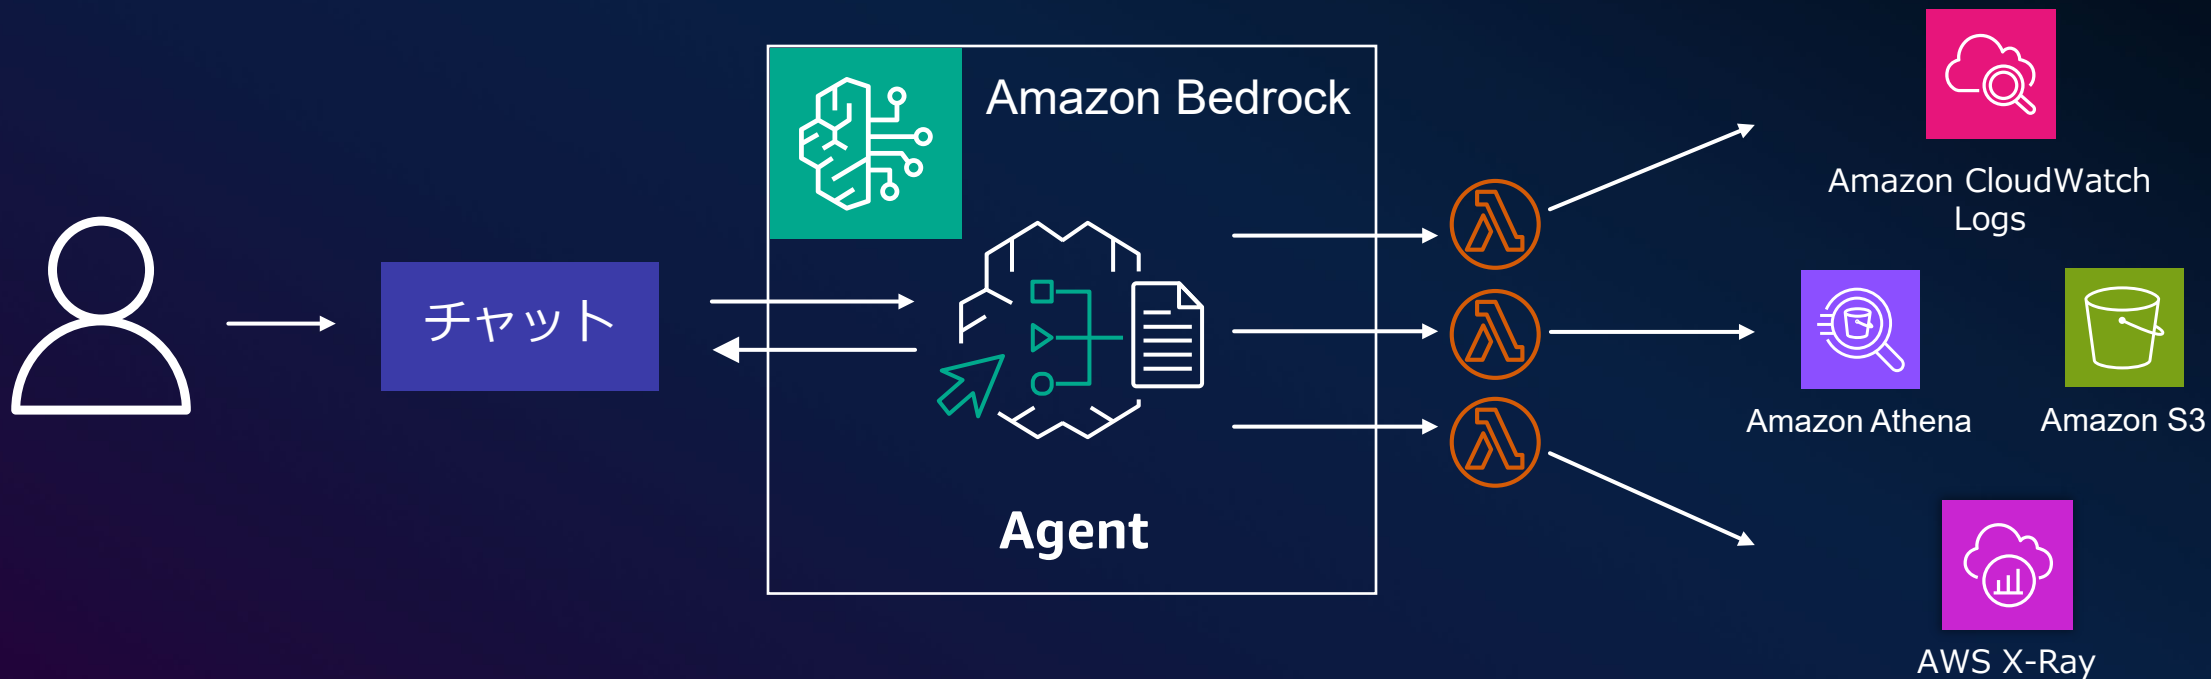 チャット
Amazon Bedrock
Agent
Amazon CloudWatch
Logs
Amazon Athena
Amazon S3
AWS X-Ray